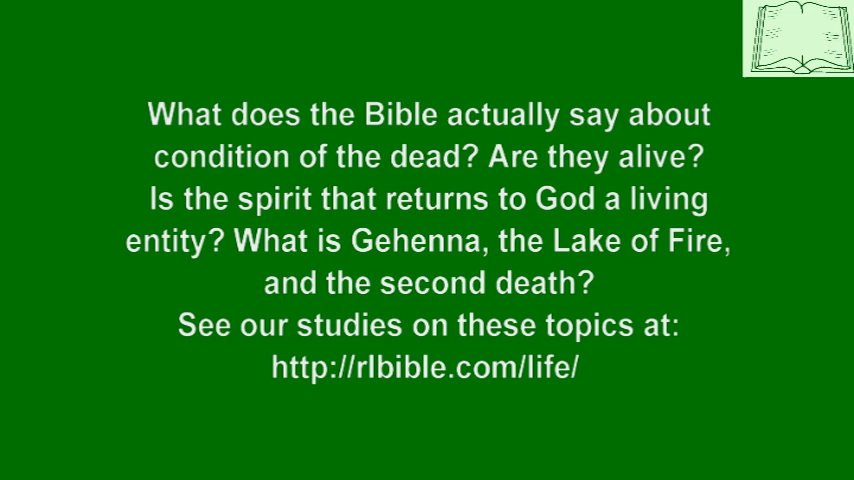 What does the Bible actually say about
condition of the dead? Are they alive?
Is the spirit that returns to God a living
entity? What is Gehenna, the Lake of Fire,
and the second death?
See our studies on these topics at:
http://rlbible.com/life/